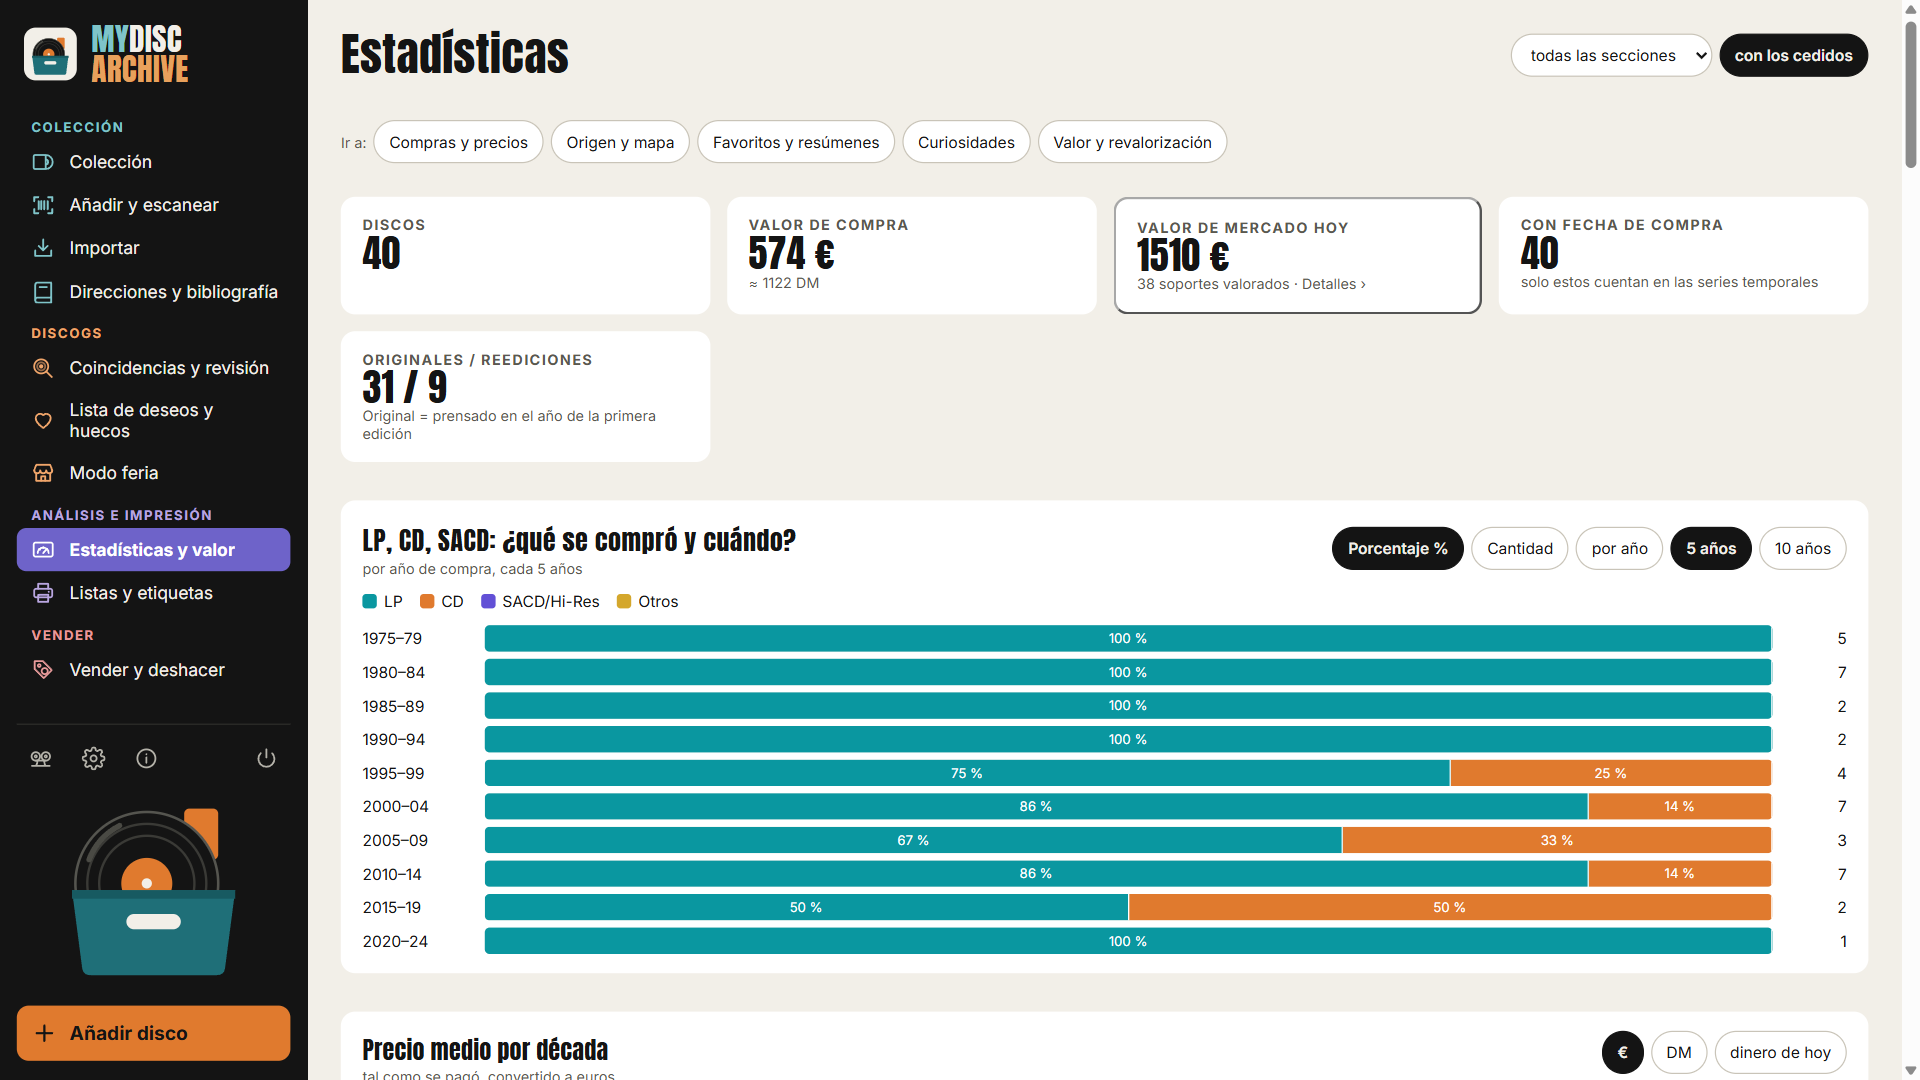 MYDISC
ARCHIVE
COLECCIÓN
Colección
Añadir y escanear
Importar
Direcciones y bibliografía
DISCOGS
Coincidencias y revisión
Lista de deseos y
huecos
Modo feria
ANÁLISIS E IMPRESIÓN
Estadísticas y valor
Listas y etiquetas
VENDER
Vender y deshacer
Añadir disco
Estadísticas
todas las secciones
con los cedidos
Ir a:
Compras y precios
Origen y mapa
Favoritos y resúmenes
Curiosidades
Valor y revalorización
DISCOS
40
VALOR DE COMPRA
574 €
≈ 1122 DM
VALOR DE MERCADO HOY
1510 €
38 soportes valorados · Detalles ›
CON FECHA DE COMPRA
40
solo estos cuentan en las series temporales
ORIGINALES / REEDICIONES
31 / 9
Original = prensado en el año de la primera
edición
LP, CD, SACD: ¿qué se compró y cuándo?
por año de compra, cada 5 años
Porcentaje %
Cantidad
por año
5 años
10 años
LP
CD
SACD/Hi-Res
Otros
1975–79 100 % 5
1980–84 100 % 7
1985–89 100 % 2
1990–94 100 % 2
1995–99 75 % 25 % 4
2000–04 86 % 14 % 7
2005–09 67 % 33 % 3
2010–14 86 % 14 % 7
2015–19 50 % 50 % 2
2020–24 100 % 1
Precio medio por década
tal como se pagó, convertido a euros
€
DM
dinero de hoy